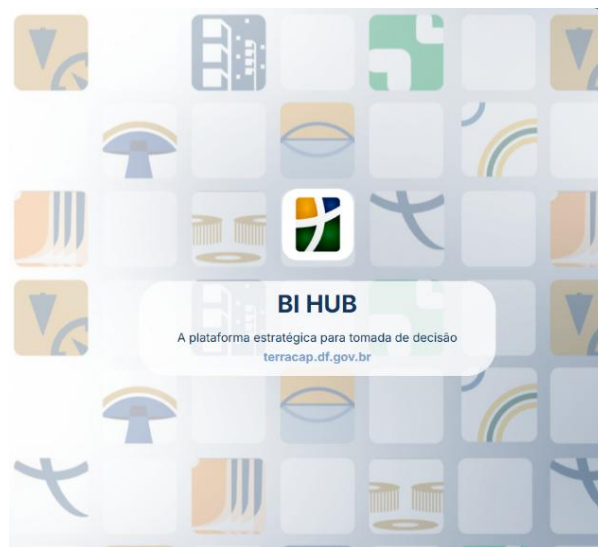 BI HUB
A plataforma estratégica para tomada de decisão
terracap.df.gov.br